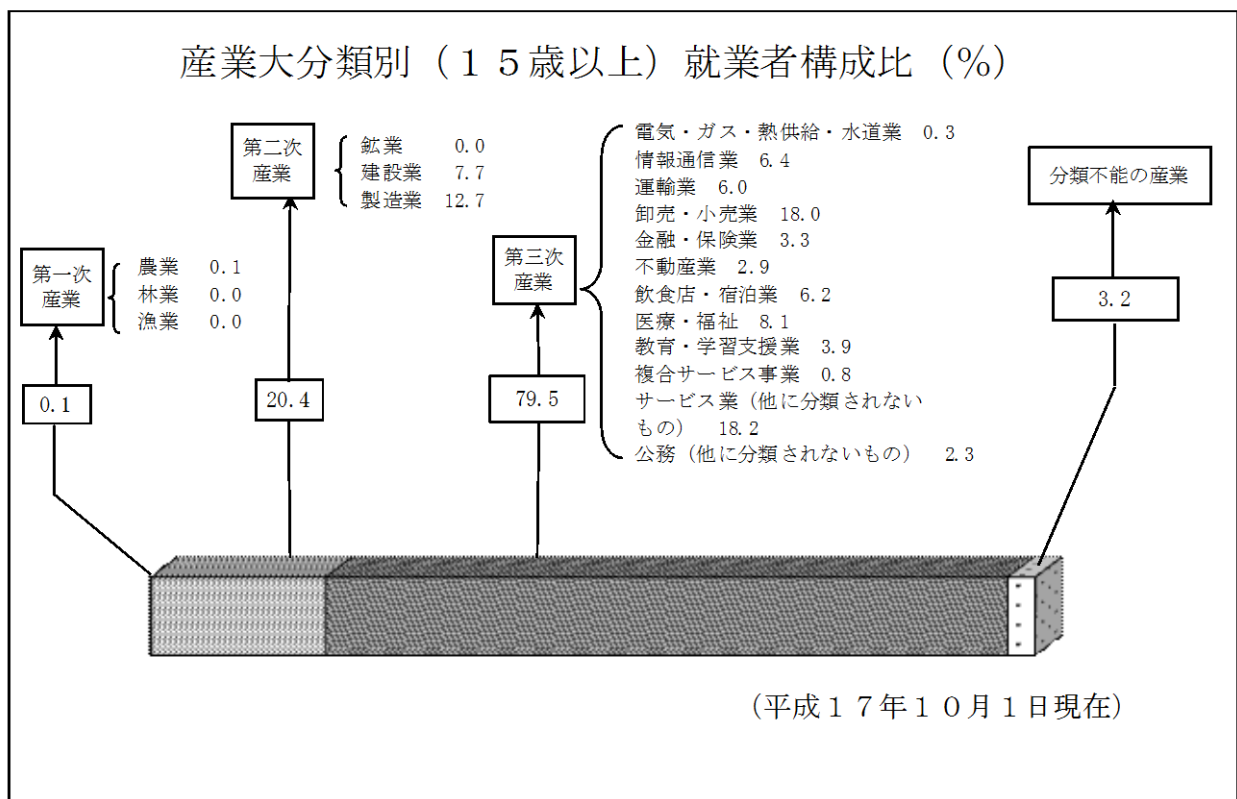 産業大分類別（１５歳以上）就業者構成比（％）
第一次
産業
農業 0.1
林業 0.0
漁業 0.0
0.1
第二次
産業
鉱業 0.0
建設業 7.7
製造業 12.7
20.4
第三次
産業
電気・ガス・熱供給・水道業 0.3
情報通信業 6.4
運輸業 6.0
卸売・小売業 18.0
金融・保険業 3.3
不動産業 2.9
飲食店・宿泊業 6.2
医療・福祉 8.1
教育・学習支援業 3.9
複合サービス事業 0.8
サービス業（他に分類されない
もの） 18.2
公務（他に分類されないもの） 2.3
79.5
分類不能の産業
3.2
（平成１７年１０月１日現在）